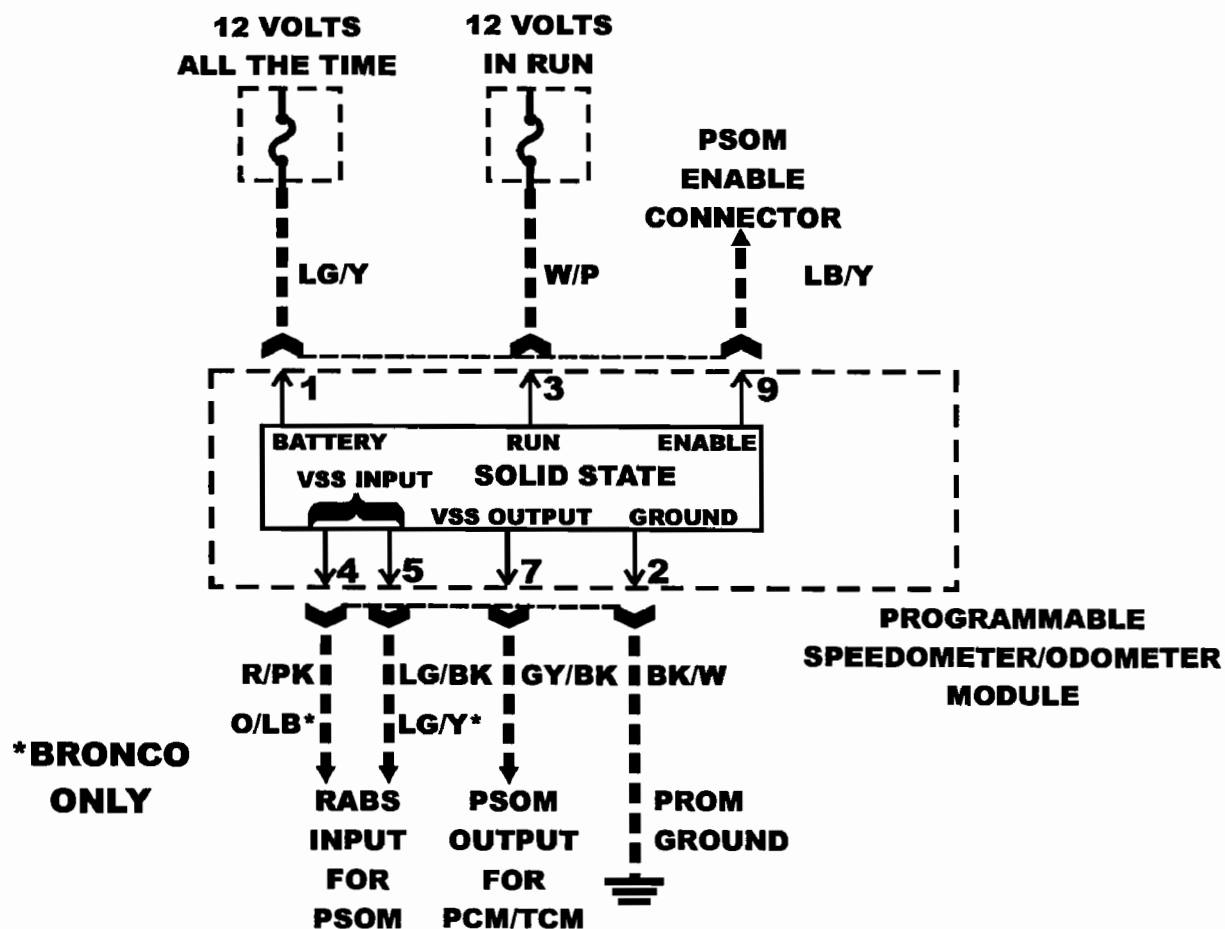 12 VOLTS
ALL THE TIME
12 VOLTS
IN RUN
PSOM
ENABLE
CONNECTOR
LG/Y
W/P
LB/Y
1
3
9
BATTERY
RUN
ENABLE
VSS INPUT
SOLID STATE
VSS OUTPUT
GROUND
4
5
7
2
PROGRAMMABLE
SPEEDOMETER/ODOMETER
MODULE
R/PK
LG/BK
GY/BK
BK/W
O/LB*
LG/Y*
*BRONCO
ONLY
RABS
INPUT
FOR
PSOM
PSOM
OUTPUT
FOR
PCM/TCM
PROM
GROUND